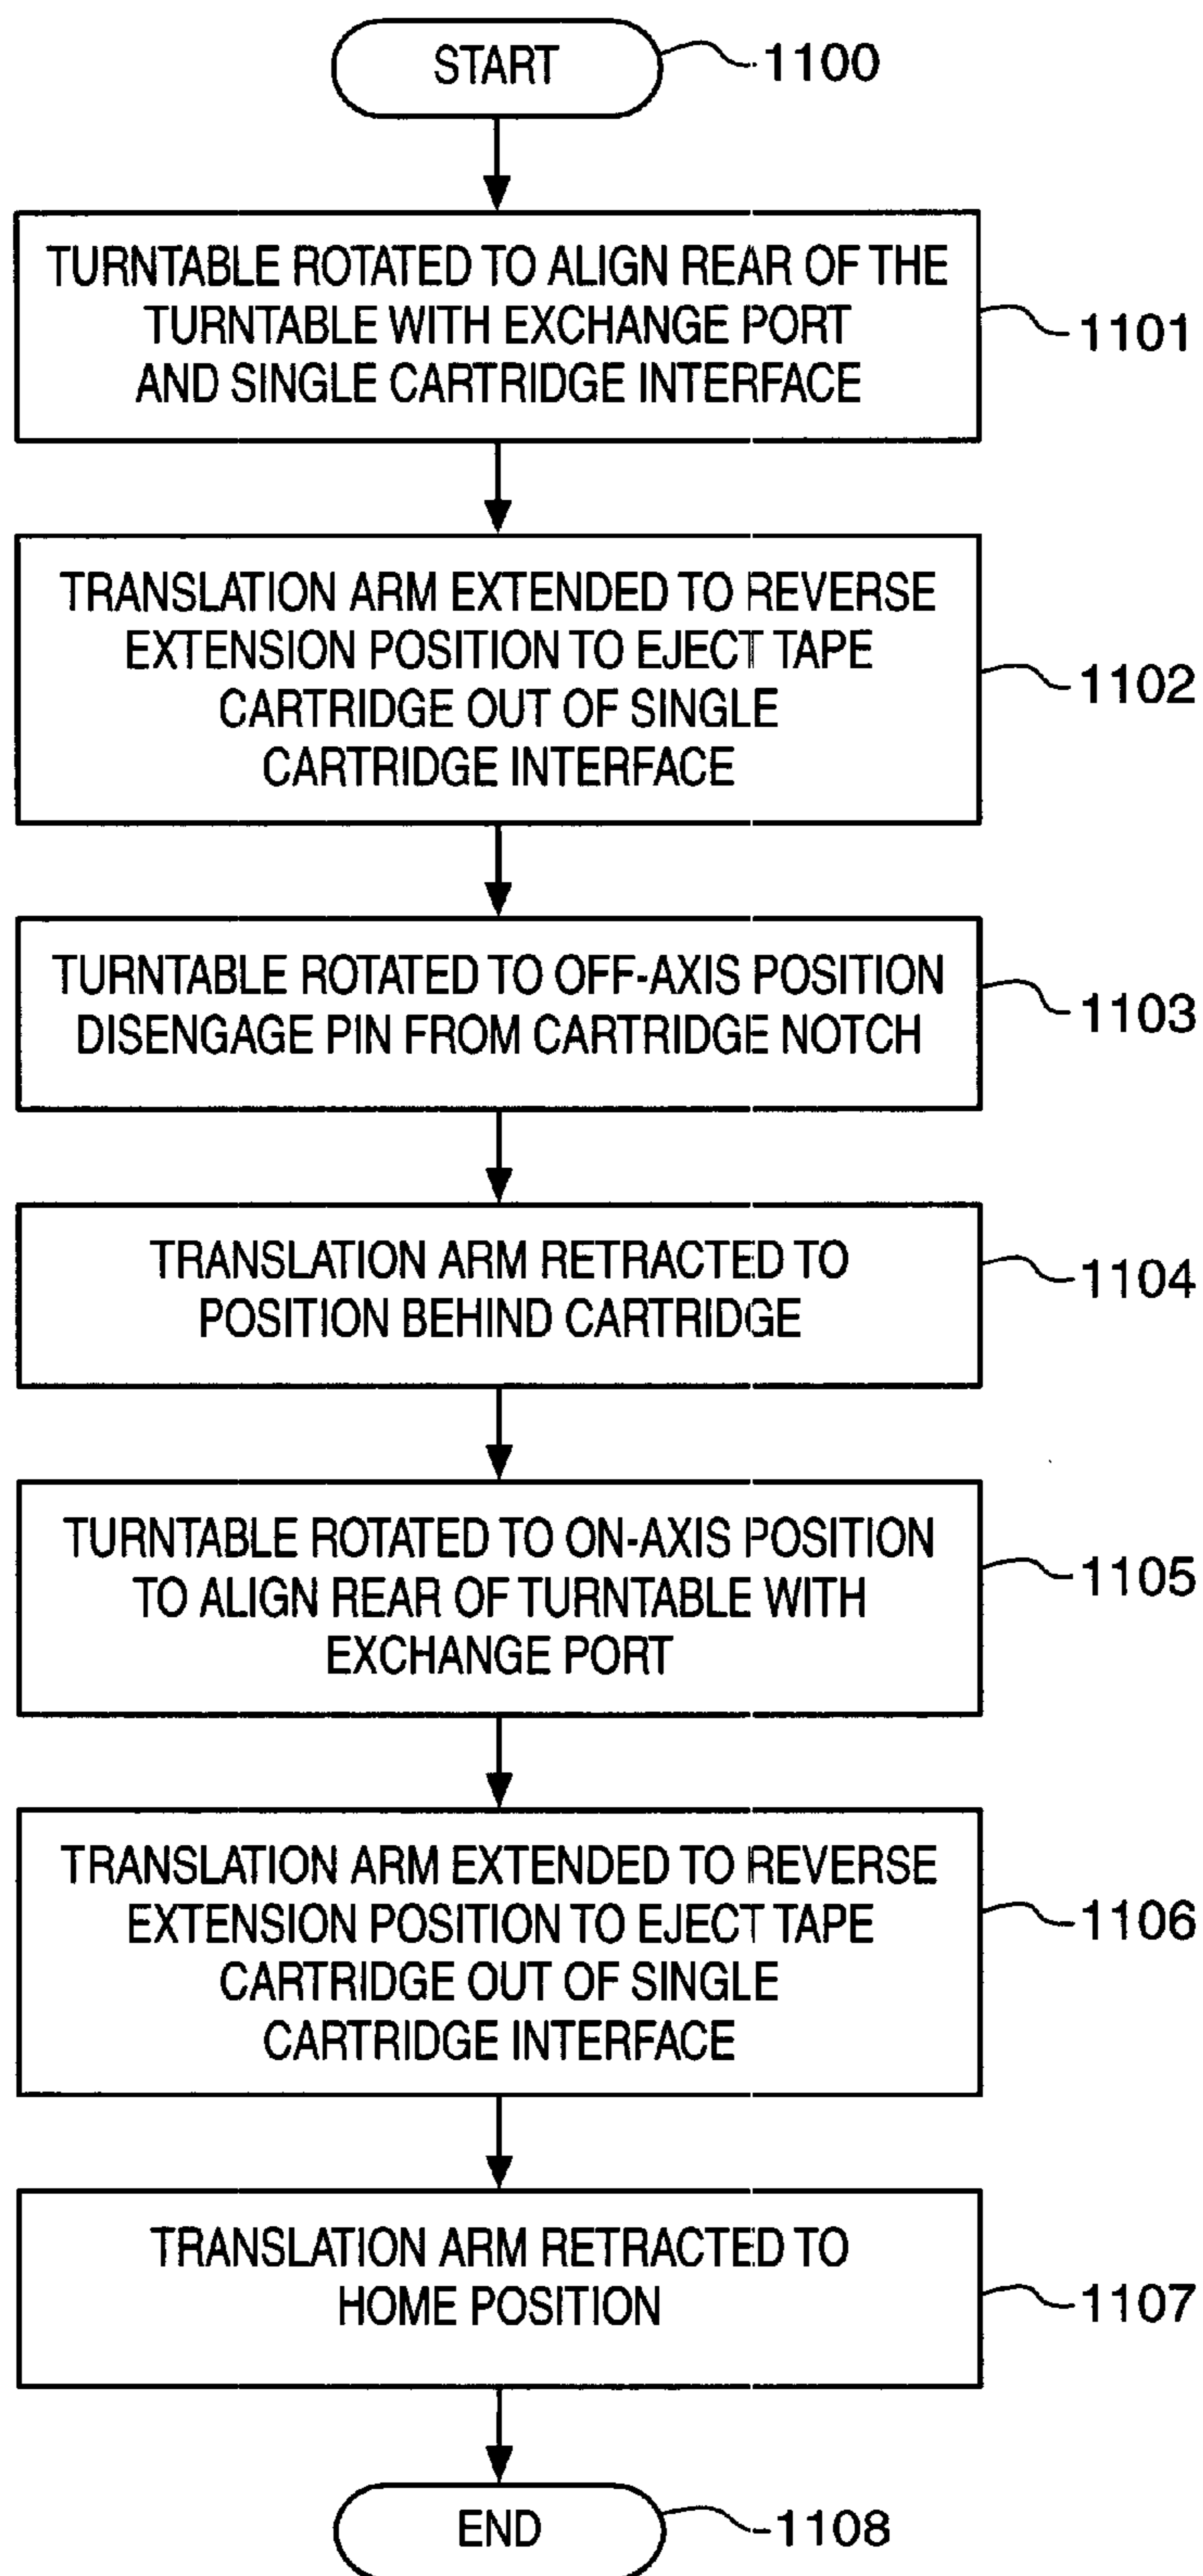 START
1100
TURNTABLE ROTATED TO ALIGN REAR OF THE
TURNTABLE WITH EXCHANGE PORT
AND SINGLE CARTRIDGE INTERFACE
1101
TRANSLATION ARM EXTENDED TO REVERSE
EXTENSION POSITION TO EJECT TAPE
CARTRIDGE OUT OF SINGLE
CARTRIDGE INTERFACE
1102
TURNTABLE ROTATED TO OFF-AXIS POSITION
DISENGAGE PIN FROM CARTRIDGE NOTCH
1103
TRANSLATION ARM RETRACTED TO
POSITION BEHIND CARTRIDGE
1104
TURNTABLE ROTATED TO ON-AXIS POSITION
TO ALIGN REAR OF TURNTABLE WITH
EXCHANGE PORT
1105
TRANSLATION ARM EXTENDED TO REVERSE
EXTENSION POSITION TO EJECT TAPE
CARTRIDGE OUT OF SINGLE
CARTRIDGE INTERFACE
1106
TRANSLATION ARM RETRACTED TO
HOME POSITION
1107
END
1108